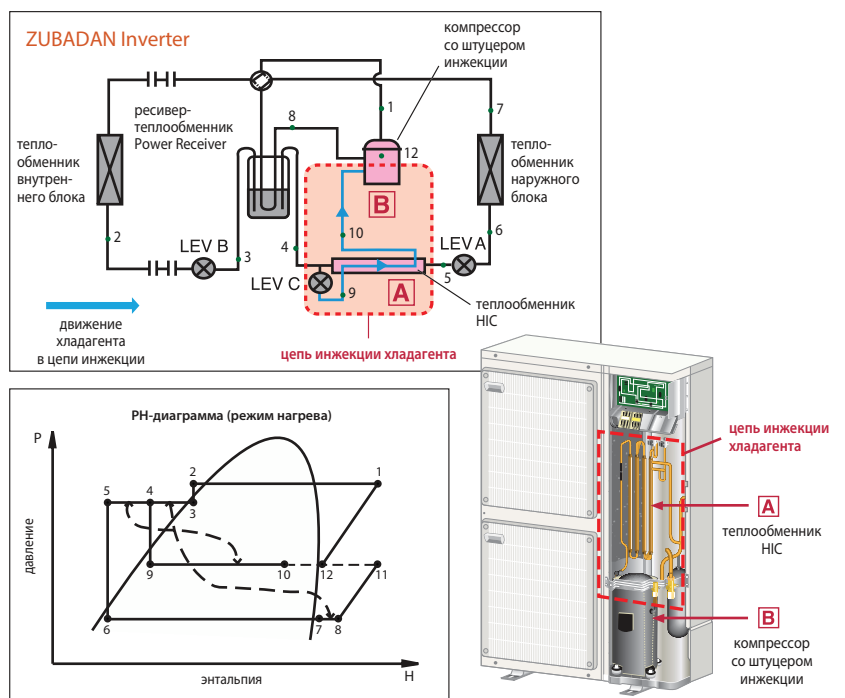 ZUBADAN Inverter
компрессор
со штуцером
инжекции
ресивер-
теплообменник
Power Receiver
8
1
7
12
тепло-
обменник
внутрен-
него блока
тепло-
обменник
наружного
блока
B
10
2
LEV B
3
4
LEV A
6
5
LEV C
9
A
теплообменник
HIC
движение
хладагента
в цепи инжекции
цепь инжекции хладагента
PH-диаграмма (режим нагрева)
P
давление
2
1
5
4
3
9
10
12
11
6
7
8
энтальпия
H
цепь инжекции
хладагента
A
теплообменник
HIC
B
компрессор
со штуцером
инжекции